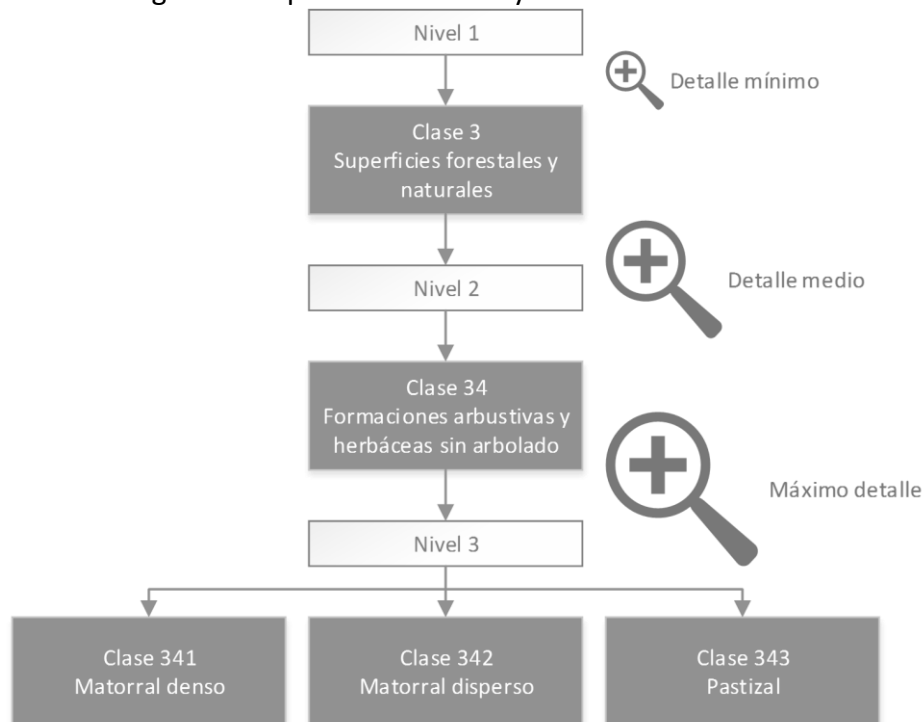 Nivel 1
Detalle mínimo
Clase 3
Superficies forestales y
naturales
Nivel 2
Detalle medio
Clase 34
Formaciones arbustivas y
herbáceas sin arbolado
Máximo detalle
Nivel 3
Clase 341
Matorral denso
Clase 342
Matorral disperso
Clase 343
Pastizal